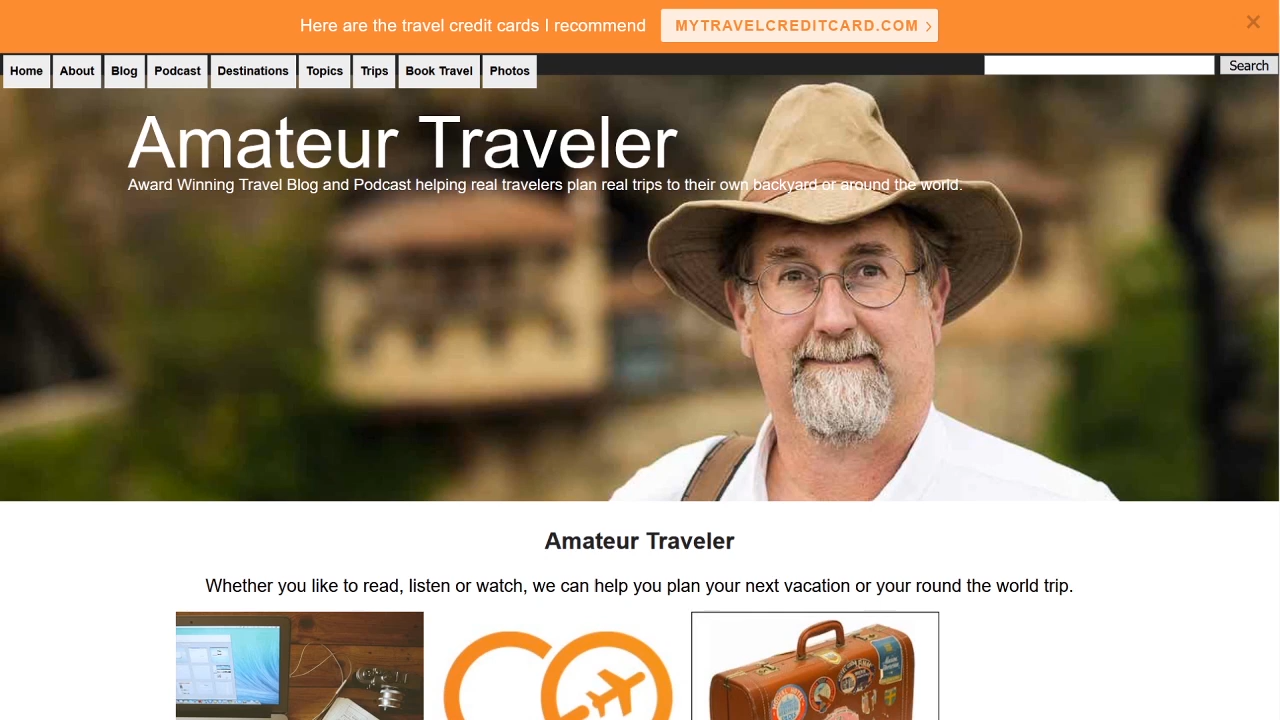 Here are the travel credit cards I recommend MYTRAVELCREDITCARD.COM ›
×
Home About Blog Podcast Destinations Topics Trips Book Travel Photos Search
Amateur Traveler
Award Winning Travel Blog and Podcast helping real travelers plan real trips to their own backyard or around the world.
Amateur Traveler
Whether you like to read, listen or watch, we can help you plan your next vacation or your round the world trip.